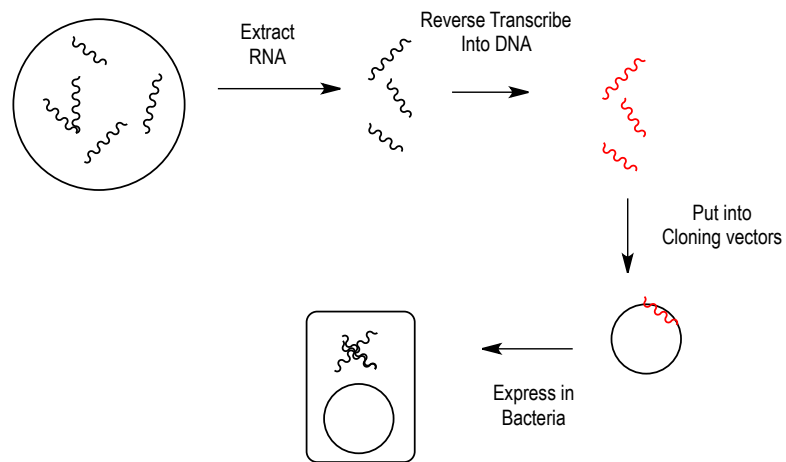 Extract
RNA
Reverse Transcribe
Into DNA
Put into
Cloning vectors
Express in
Bacteria